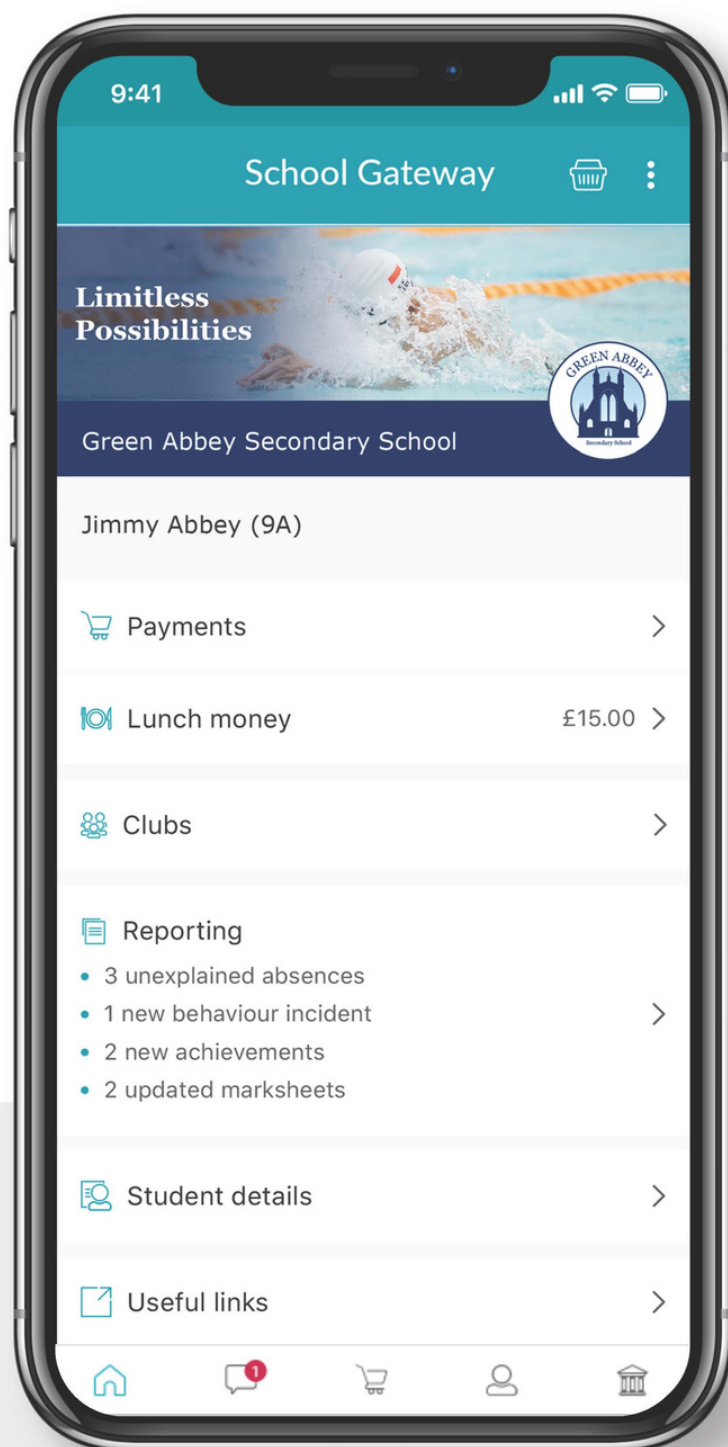 9:41
School Gateway
Limitless
Possibilities
GREEN ABBEY
Secondary School
Green Abbey Secondary School
Jimmy Abbey (9A)
Payments
Lunch money £15.00
Clubs
Reporting
3 unexplained absences
1 new behaviour incident
2 new achievements
2 updated marksheets
Student details
Useful links
1